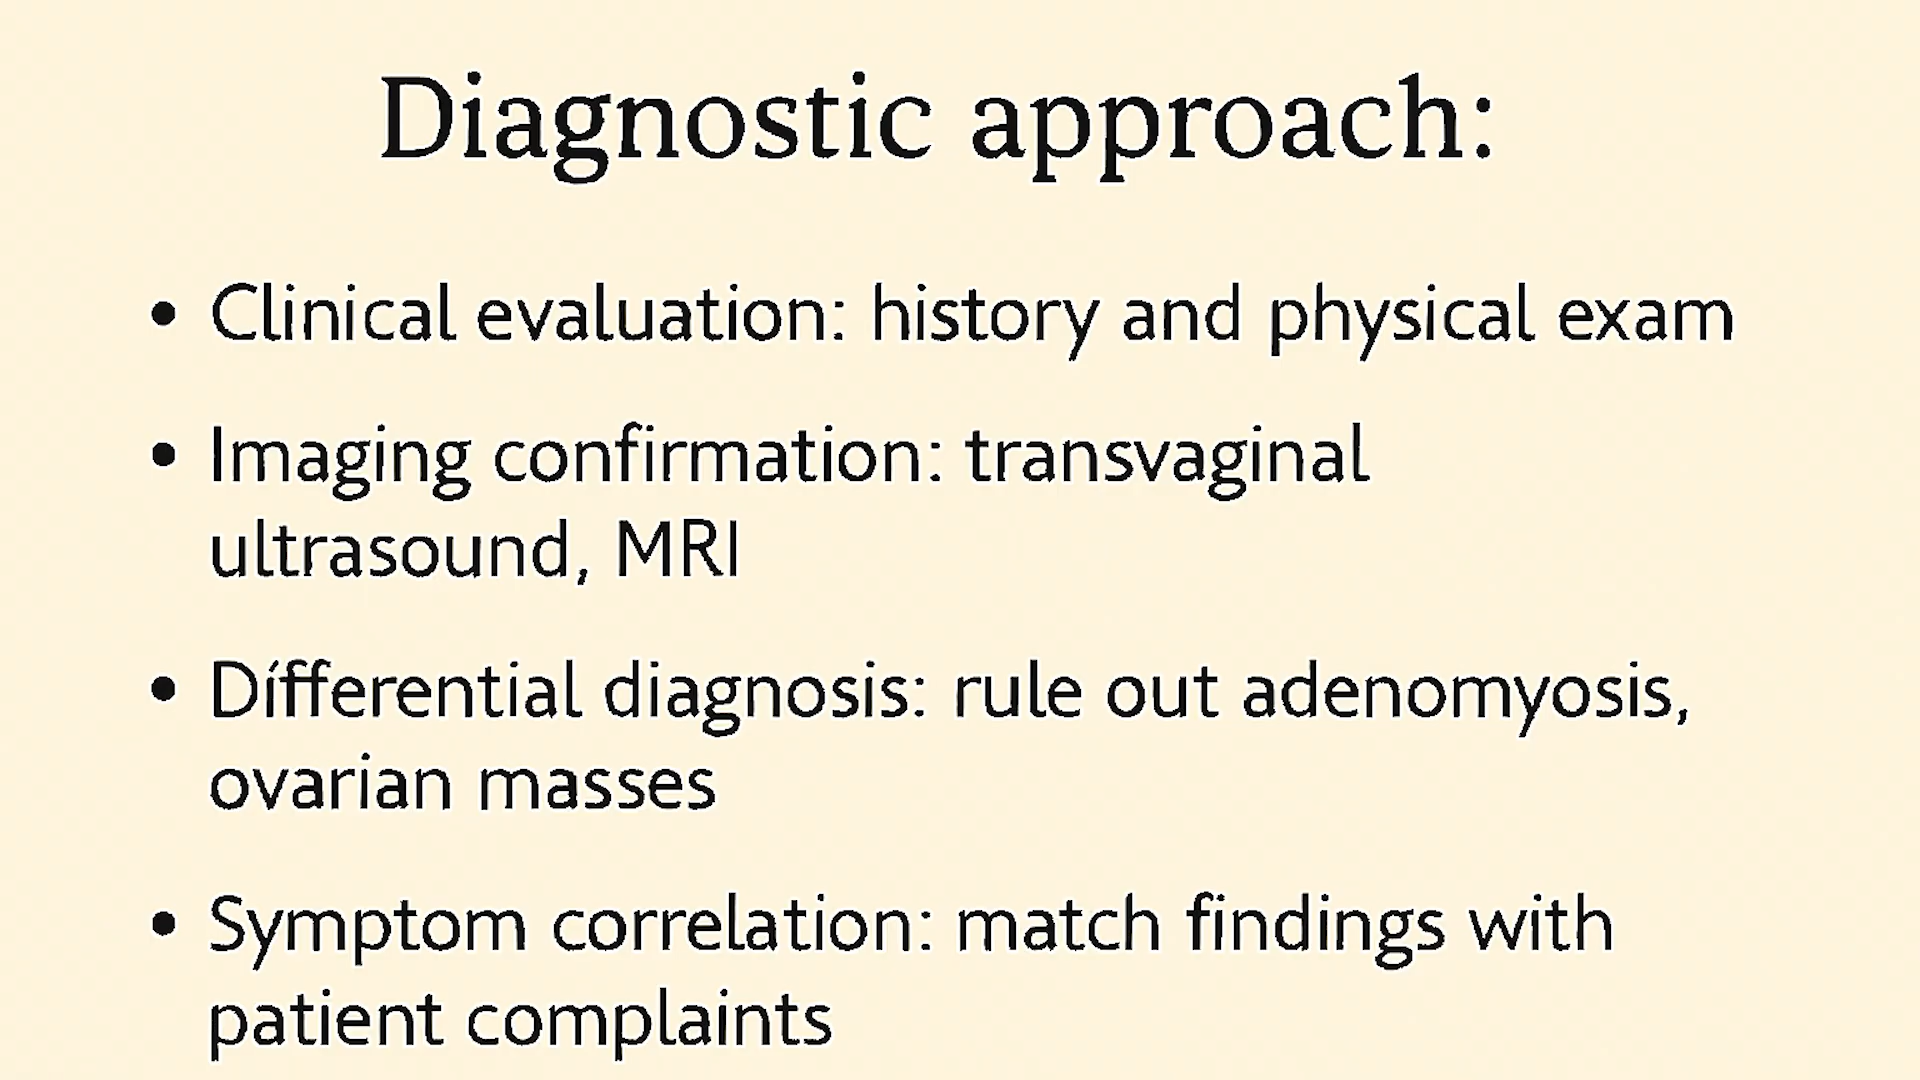 Diagnostic approach:
• Clinical evaluation: history and physical exam
• Imaging confirmation: transvaginal
ultrasound, MRI
• Dífferential diagnosis: rule out adenomyosis,
ovarian masses
• Symptom correlation: match findings with
patient complaints